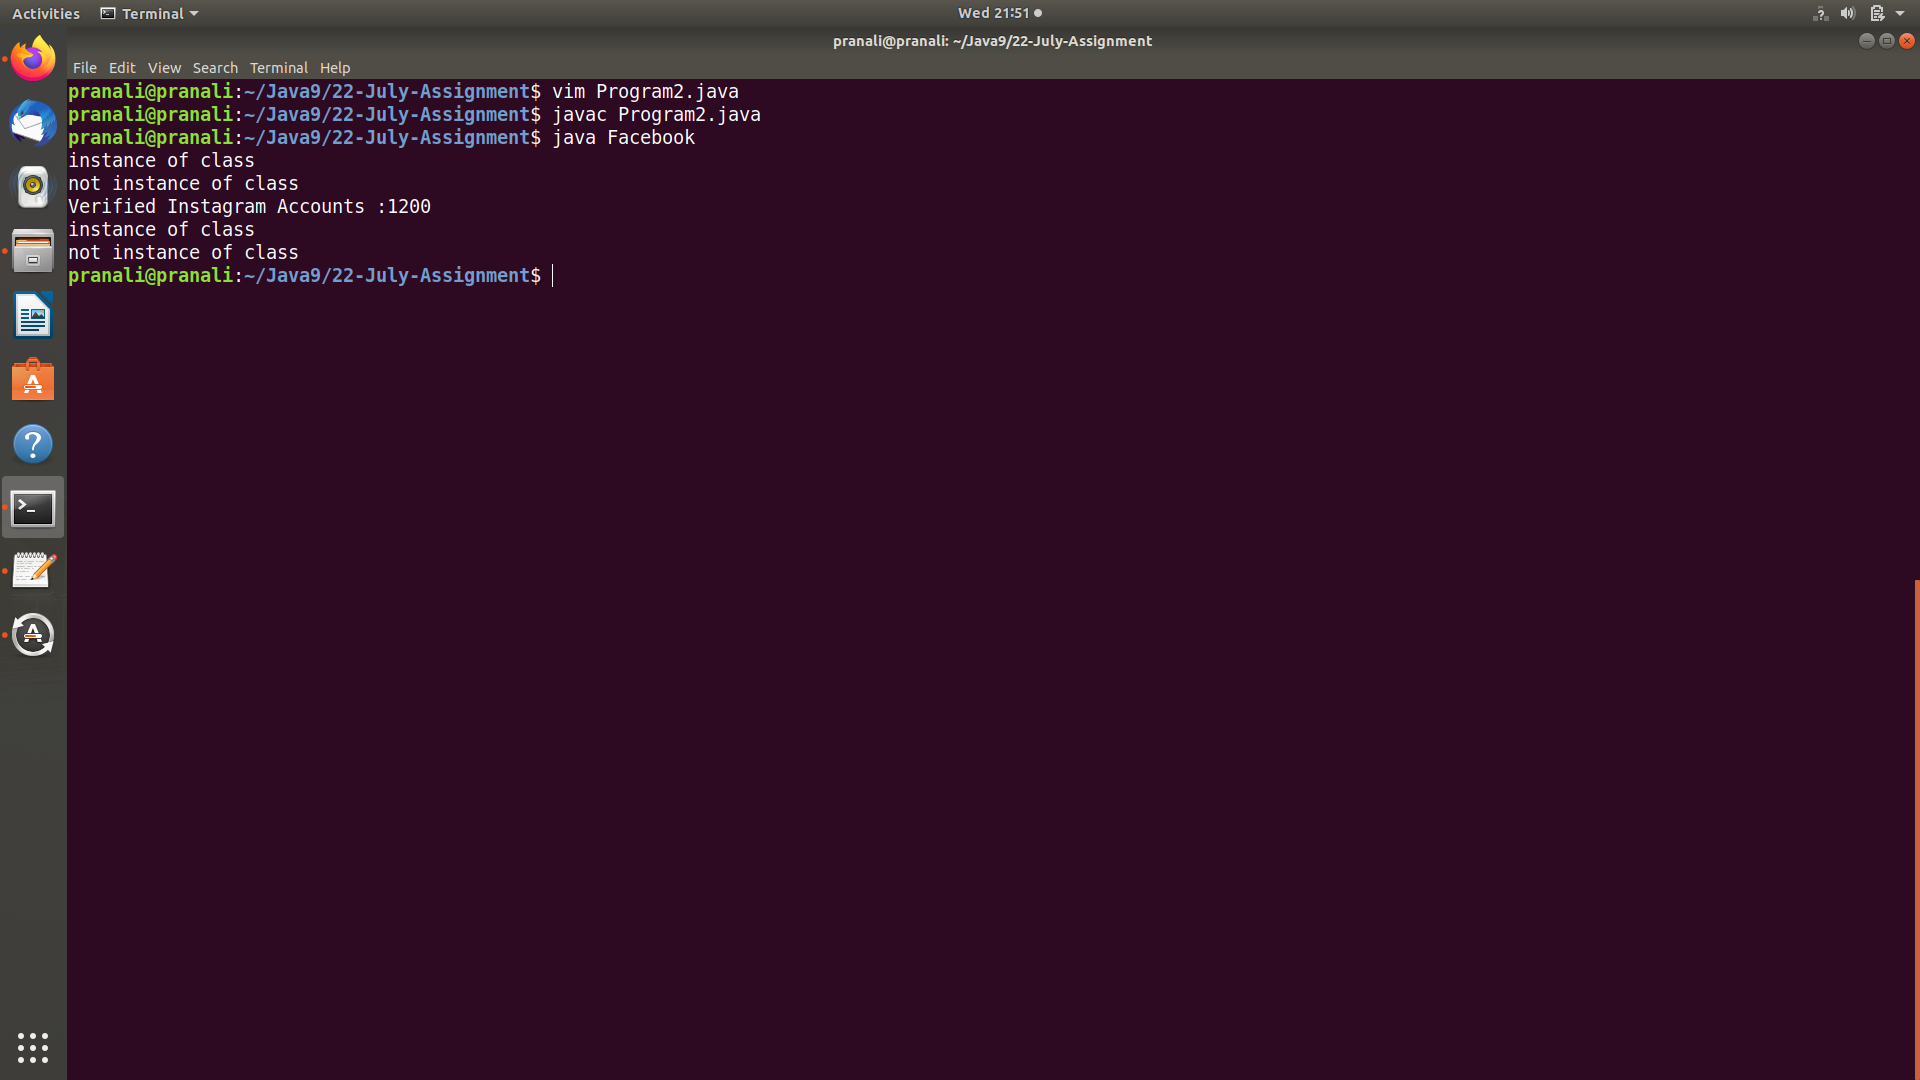 Activities Terminal Wed 21:51
pranali@pranali: ~/Java9/22-July-Assignment
File Edit View Search Terminal Help
pranali@pranali:~/Java9/22-July-Assignment$ vim Program2.java
pranali@pranali:~/Java9/22-July-Assignment$ javac Program2.java
pranali@pranali:~/Java9/22-July-Assignment$ java Facebook
instance of class
not instance of class
Verified Instagram Accounts :1200
instance of class
not instance of class
pranali@pranali:~/Java9/22-July-Assignment$